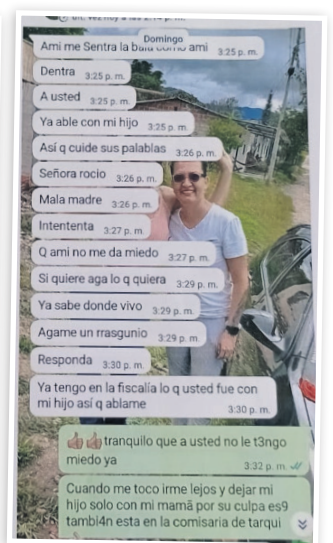 Domingo
Ami me Sentra la bala como ami 3:25 p. m.
Dentra 3:25 p. m.
A usted 3:25 p. m.
Ya able con mi hijo 3:25 p. m.
Así q cuide sus palablas 3:26 p. m.
Señora rocio 3:26 p. m.
Mala madre 3:26 p. m.
Intententa 3:27 p. m.
Q ami no me da miedo 3:27 p. m.
Si quiere aga lo q quiera 3:29 p. m.
Ya sabe donde vivo 3:29 p. m.
Agame un rrasgunio 3:29 p. m.
Responda 3:30 p. m.
Ya tengo en la fiscalía lo q usted fue con
mi hijo así q ablame 3:30 p. m.
👍🏼👍🏼tranquilo que a usted no le t3ngo
miedo ya 3:32 p. m.
Cuando me toco irme lejos y dejar mi
hijo solo con mi mamá por su culpa es9
tambi4n esta en la comisaria de tarqui